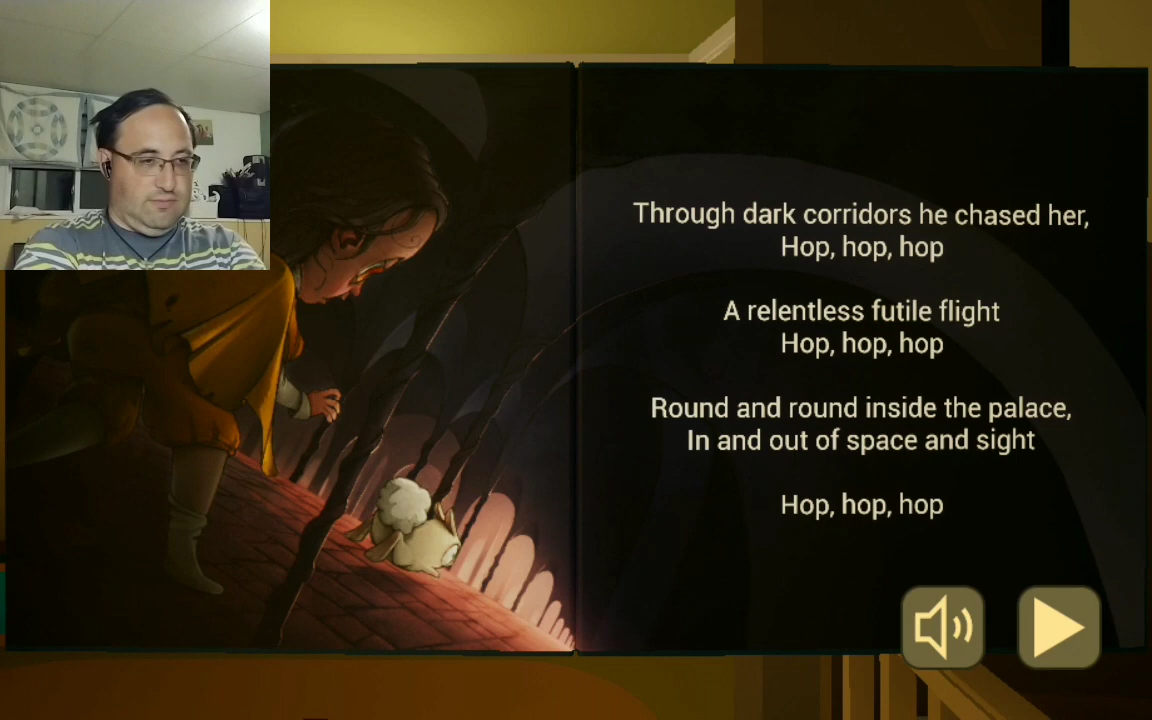 Through dark corridors he chased her,
Hop, hop, hop
A relentless futile flight
Hop, hop, hop
Round and round inside the palace,
In and out of space and sight
Hop, hop, hop